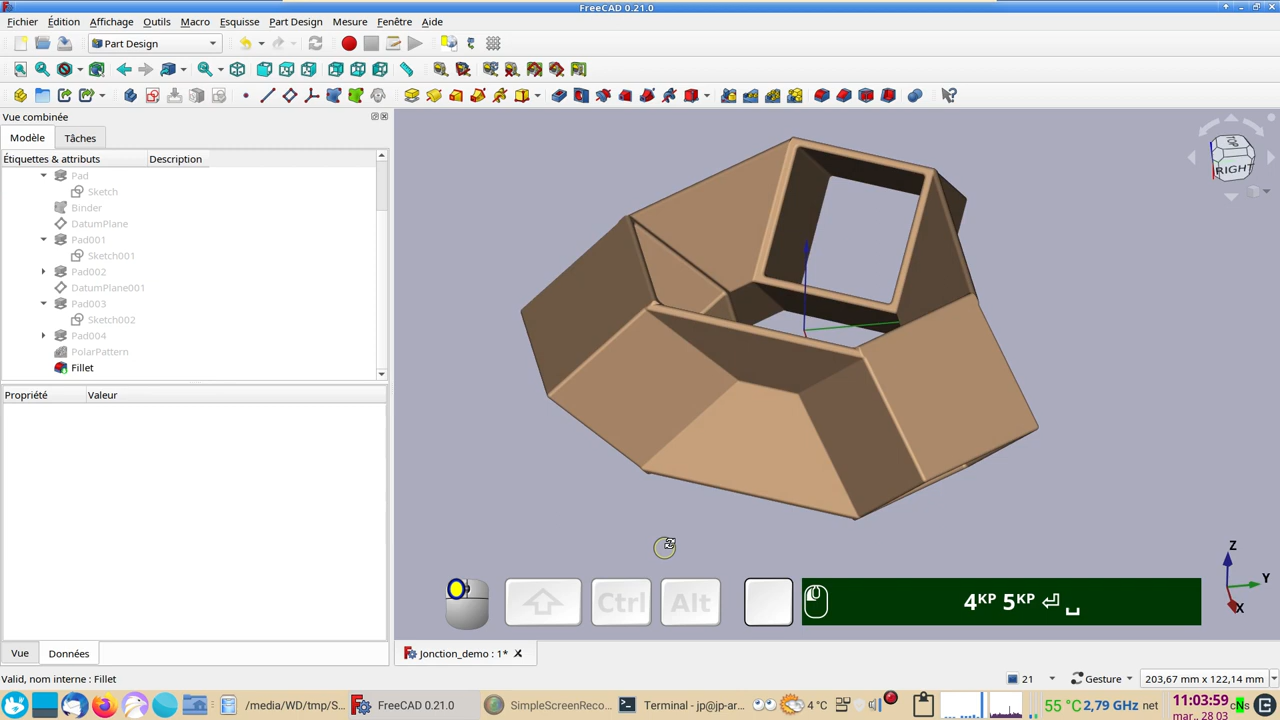 FreeCAD 0.21.0
Fichier Édition Affichage Outils Macro Esquisse Part Design Mesure Fenêtre Aide
Part Design
Vue combinée
Modèle Tâches
Étiquettes & attributs Description
Pad
Sketch
Binder
DatumPlane
Pad001
Sketch001
Pad002
DatumPlane001
Pad003
Sketch002
Pad004
PolarPattern
Fillet
Propriété Valeur
TOP
RIGHT
Z
Y
X
Ctrl Alt 4KP 5KP ⏎ ␣
Vue Données Jonction_demo : 1*
Valid, nom interne : Fillet 21 Gesture 203,67 mm x 122,14 mm
/media/WD/tmp/S... FreeCAD 0.21.0 SimpleScreenReco... Terminal - jp@jp-ar... 4 °C 55 °C 2,79 GHz net 11:03:59 cNs
mar., 28 03